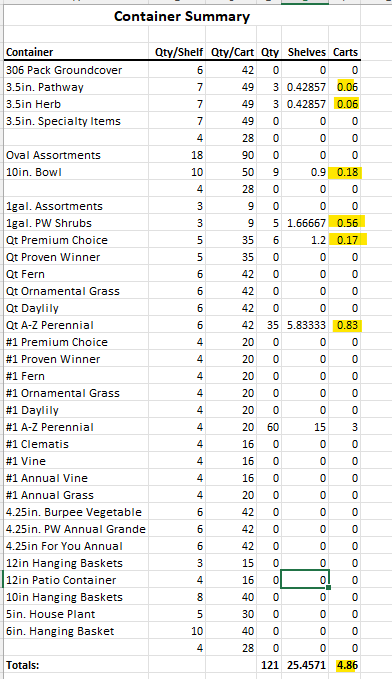 Container Summary
Container Qty/Shelf Qty/Cart Qty Shelves Carts
306 Pack Groundcover 6 42 0 0 0
3.5in. Pathway 7 49 3 0.42857 0.06
3.5in Herb 7 49 3 0.42857 0.06
3.5in. Specialty Items 7 49 0 0 0
4 28 0 0 0
Oval Assortments 18 90 0 0 0
10in. Bowl 10 50 9 0.9 0.18
4 28 0 0 0
1gal. Assortments 3 9 0 0 0
1gal. PW Shrubs 3 9 5 1.66667 0.56
Qt Premium Choice 5 35 6 1.2 0.17
Qt Proven Winner 5 35 0 0 0
Qt Fern 6 42 0 0 0
Qt Ornamental Grass 6 42 0 0 0
Qt Daylily 6 42 0 0 0
Qt A-Z Perennial 6 42 35 5.83333 0.83
#1 Premium Choice 4 20 0 0 0
#1 Proven Winner 4 20 0 0 0
#1 Fern 4 20 0 0 0
#1 Ornamental Grass 4 20 0 0 0
#1 Daylily 4 20 0 0 0
#1 A-Z Perennial 4 20 60 15 3
#1 Clematis 4 16 0 0 0
#1 Vine 4 16 0 0 0
#1 Annual Vine 4 16 0 0 0
#1 Annual Grass 4 20 0 0 0
4.25in. Burpee Vegetable 6 42 0 0 0
4.25in. PW Annual Grande 6 42 0 0 0
4.25in For You Annual 6 42 0 0 0
12in Hanging Baskets 3 15 0 0 0
12in Patio Container 4 16 0 0 0
10in Hanging Baskets 8 40 0 0 0
5in. House Plant 5 30 0 0 0
6in. Hanging Basket 10 40 0 0 0
4 28 0 0 0
Totals: 121 25.4571 4.86